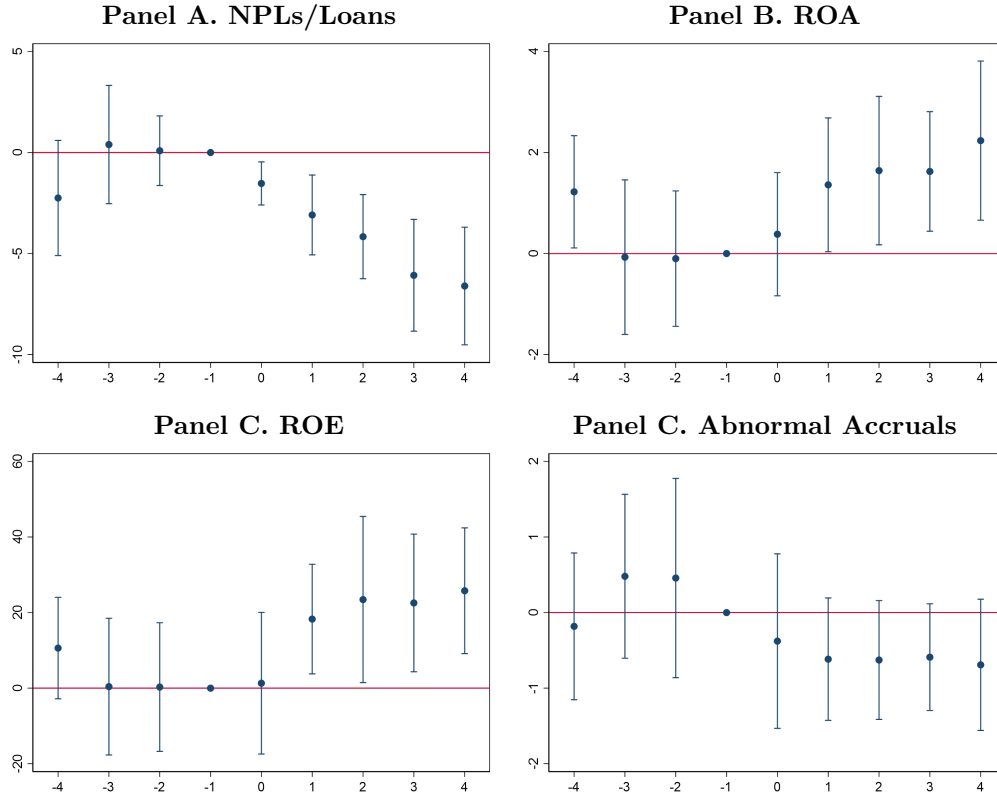 Panel A. NPLs/Loans
5
0
-5
-10
-4 -3 -2 -1 0 1 2 3 4
Panel B. ROA
4
2
0
-2
-4 -3 -2 -1 0 1 2 3 4
Panel C. ROE
60
40
20
0
-20
-4 -3 -2 -1 0 1 2 3 4
Panel C. Abnormal Accruals
2
1
0
-1
-2
-4 -3 -2 -1 0 1 2 3 4